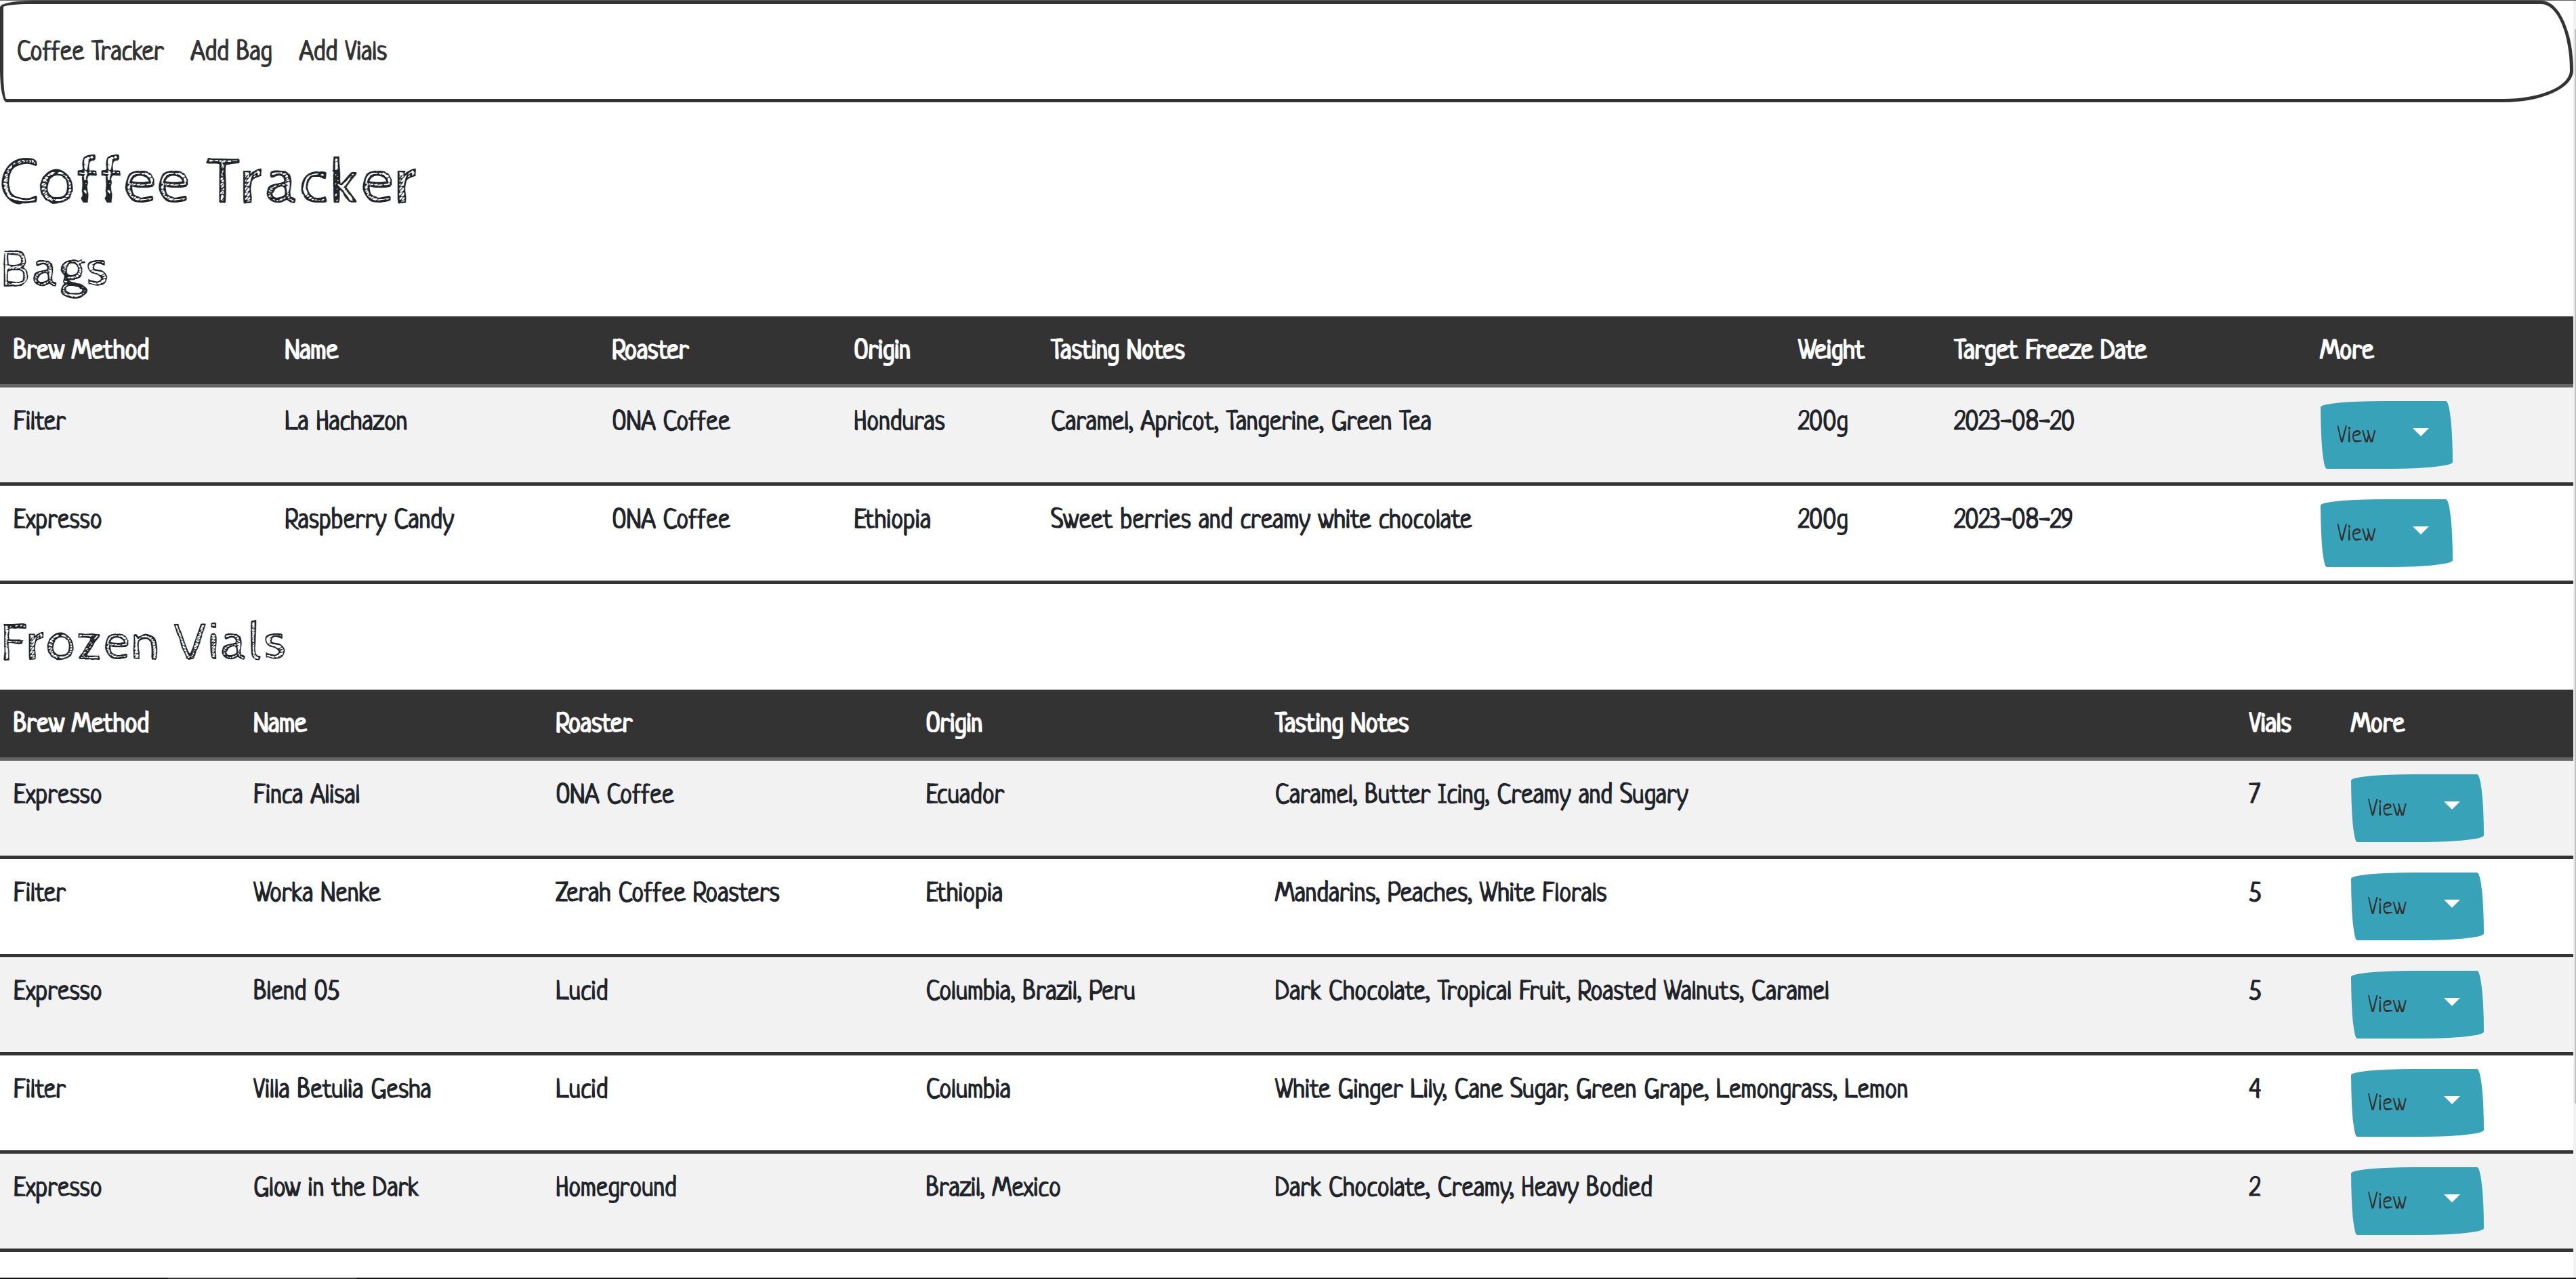 Coffee Tracker Add Bag Add Vials
Coffee Tracker
Bags
Brew Method Name Roaster Origin Tasting Notes Weight Target Freeze Date More
Filter La Hachazon ONA Coffee Honduras Caramel, Apricot, Tangerine, Green Tea 200g 2023-08-20 View
Expresso Raspberry Candy ONA Coffee Ethiopia Sweet berries and creamy white chocolate 200g 2023-08-29 View
Frozen Vials
Brew Method Name Roaster Origin Tasting Notes Vials More
Expresso Finca Alisal ONA Coffee Ecuador Caramel, Butter Icing, Creamy and Sugary 7 View
Filter Worka Nenke Zerah Coffee Roasters Ethiopia Mandarins, Peaches, White Florals 5 View
Expresso Blend 05 Lucid Columbia, Brazil, Peru Dark Chocolate, Tropical Fruit, Roasted Walnuts, Caramel 5 View
Filter Villa Betulia Gesha Lucid Columbia White Ginger Lily, Cane Sugar, Green Grape, Lemongrass, Lemon 4 View
Expresso Glow in the Dark Homeground Brazil, Mexico Dark Chocolate, Creamy, Heavy Bodied 2 View